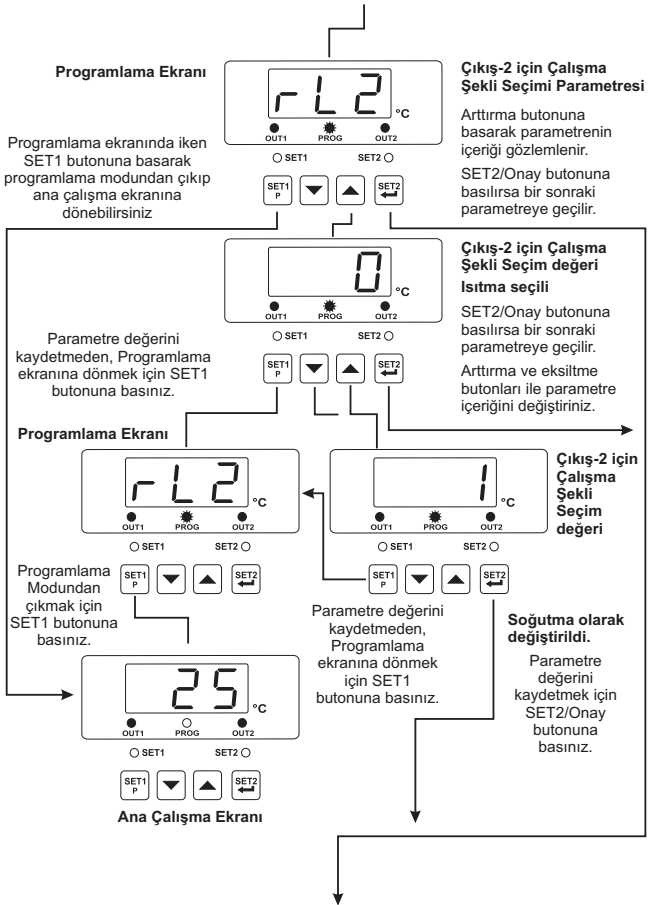 Programlama Ekranı
rL2
°C
OUT1
PROG
OUT2
SET1
SET2
SET1
P
SET2
Çıkış-2 için Çalışma
Şekli Seçimi Parametresi
Arttırma butonuna
basarak parametrenin
içeriği gözlemlenir.
SET2/Onay butonuna
basılırsa bir sonraki
parametreye geçilir.
Programlama ekranında iken
SET1 butonuna basarak
programlama modundan çıkıp
ana çalışma ekranına
dönebilirsiniz
0
°C
OUT1
PROG
OUT2
SET1
SET2
SET1
P
SET2
Çıkış-2 için Çalışma
Şekli Seçim değeri
Isıtma seçili
SET2/Onay butonuna
basılırsa bir sonraki
parametreye geçilir.
Arttırma ve eksiltme
butonları ile parametre
içeriğini değiştiriniz.
Parametre değerini
kaydetmeden, Programlama
ekranına dönmek için SET1
butonuna basınız.
Programlama Ekranı
rL2
°C
OUT1
PROG
OUT2
SET1
SET2
SET1
P
SET2
1
°C
OUT1
PROG
OUT2
SET1
SET2
SET1
P
SET2
Çıkış-2 için
Çalışma
Şekli
Seçim
değeri
Programlama
Modundan
çıkmak için
SET1 butonuna
basınız.
Parametre değerini
kaydetmeden,
Programlama
ekranına dönmek
için SET1
butonuna basınız.
Soğutma olarak
değiştirildi.
Parametre
değerini
kaydetmek için
SET2/Onay
butonuna
basınız.
25
°C
OUT1
PROG
OUT2
SET1
SET2
SET1
P
SET2
Ana Çalışma Ekranı